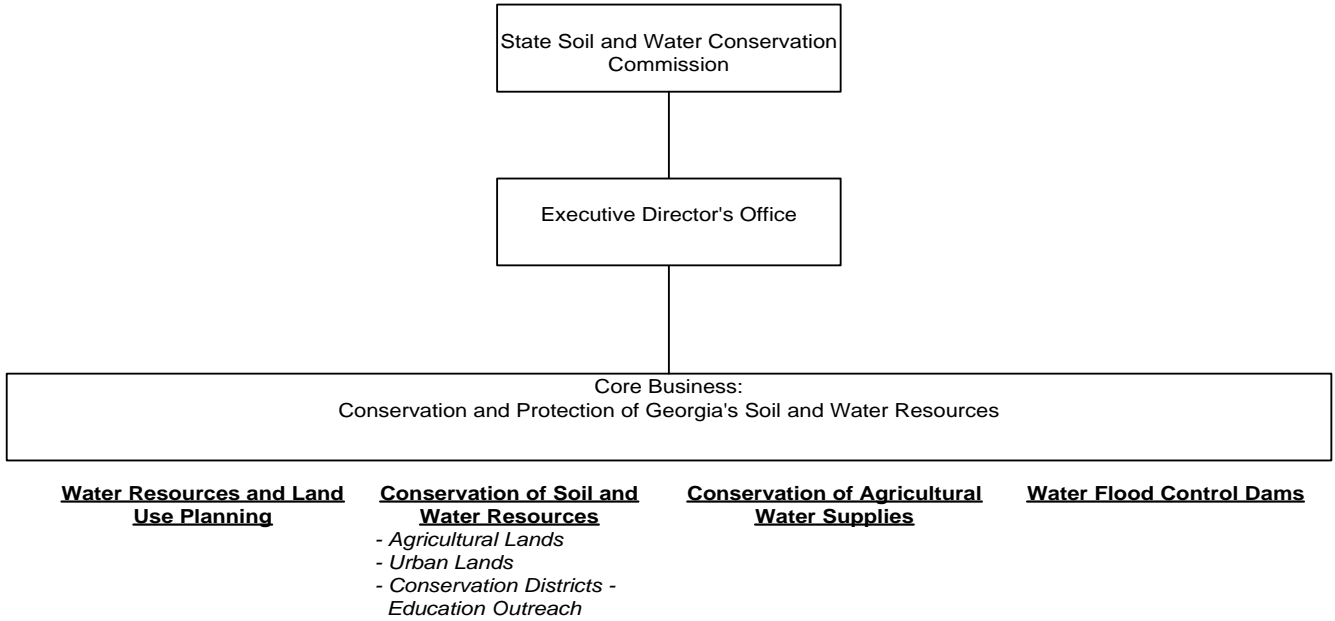 State Soil and Water Conservation
Commission
Executive Director's Office
Core Business:
Conservation and Protection of Georgia's Soil and Water Resources
Water Resources and Land
Use Planning
Conservation of Soil and
Water Resources
- Agricultural Lands
- Urban Lands
- Conservation Districts -
Education Outreach
Conservation of Agricultural
Water Supplies
Water Flood Control Dams